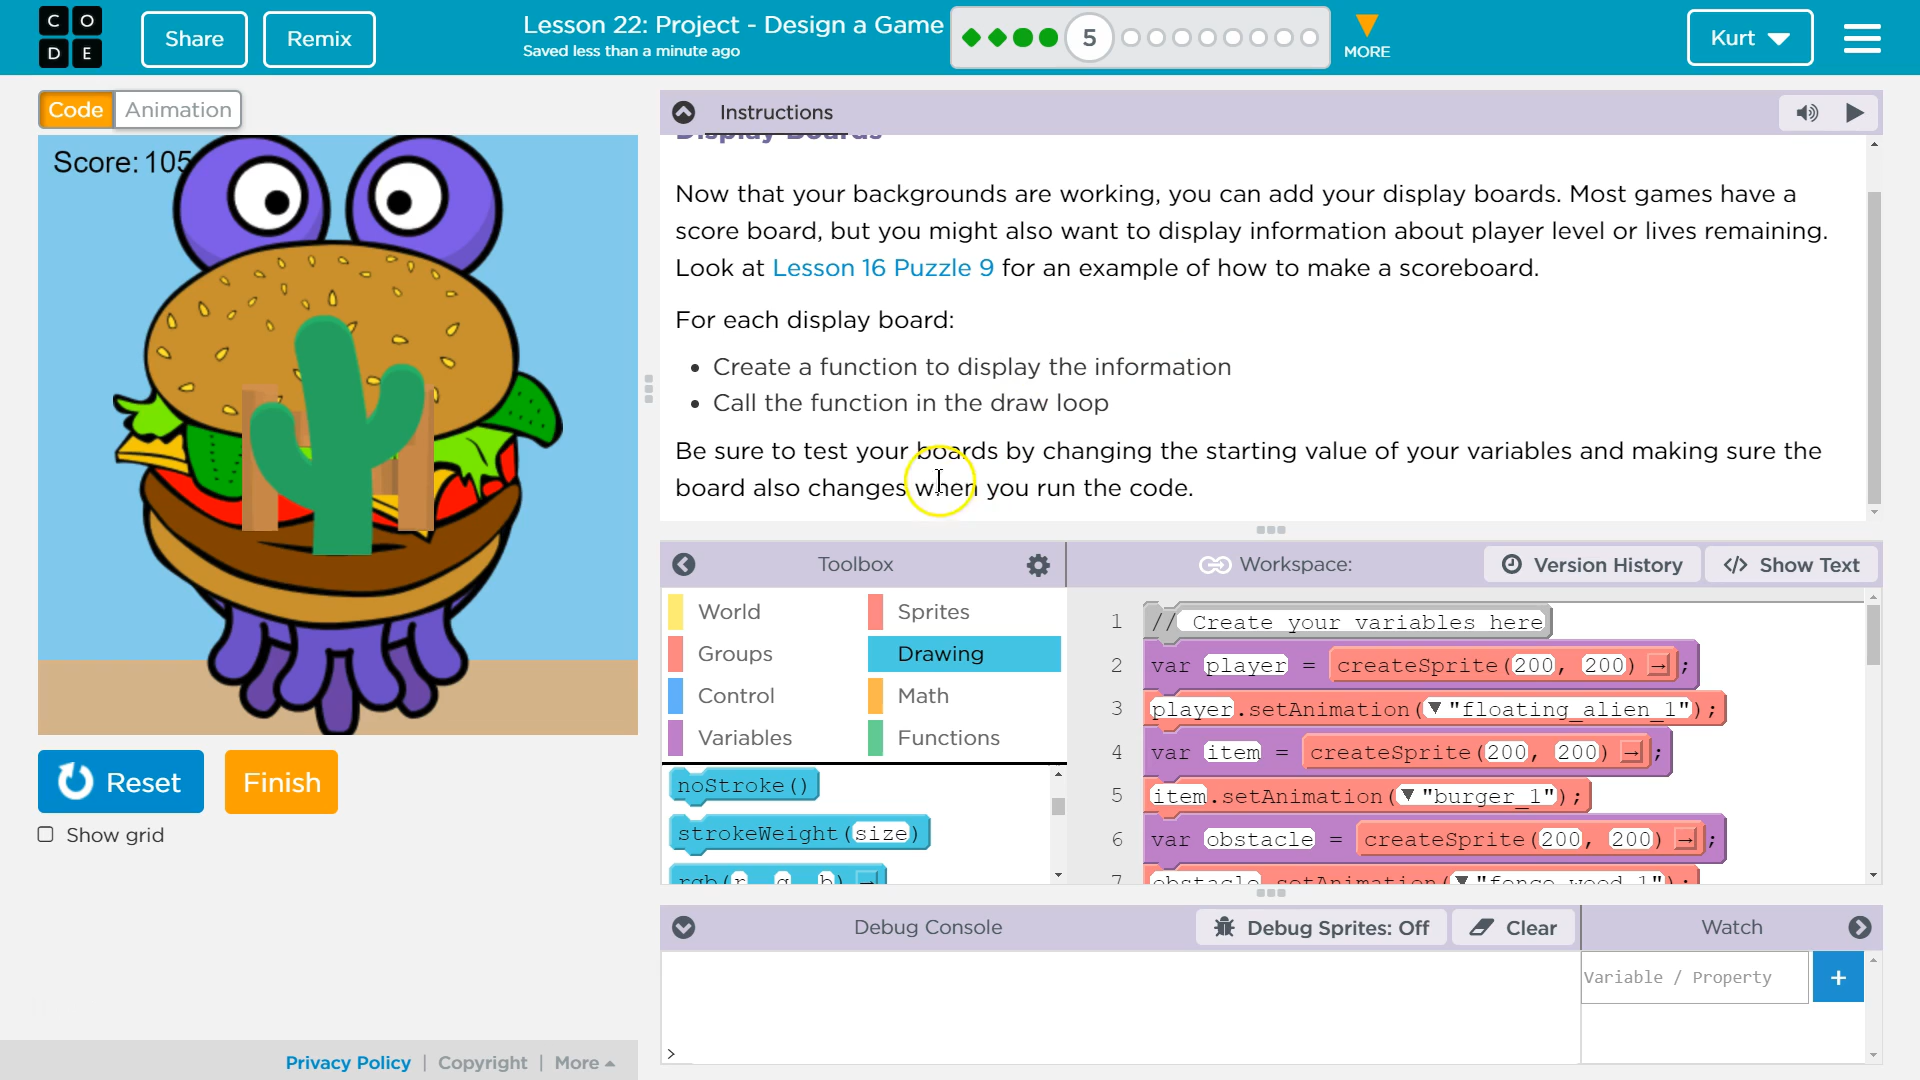 CO
DE
Share
Remix
Lesson 22: Project - Design a Game
Saved less than a minute ago
5
MORE
Kurt
Code
Animation
Score: 105
Instructions
Display Boards
Now that your backgrounds are working, you can add your display boards. Most games have a
score board, but you might also want to display information about player level or lives remaining.
Look at Lesson 16 Puzzle 9 for an example of how to make a scoreboard.
For each display board:
• Create a function to display the information
• Call the function in the draw loop
Be sure to test your boards by changing the starting value of your variables and making sure the
board also changes when you run the code.
Toolbox
Workspace:
Version History
</> Show Text
World
Sprites
Groups
Drawing
Control
Math
Variables
Functions
noStroke()
strokeWeight(size)
rgb(r, g, b)
1 // Create your variables here
2 var player = createSprite(200, 200) → ;
3 player.setAnimation(▼ "floating_alien_1");
4 var item = createSprite(200, 200) → ;
5 item.setAnimation(▼ "burger_1");
6 var obstacle = createSprite(200, 200) → ;
7 obstacle.setAnimation(▼ "fence_wood_1");
Reset
Finish
Show grid
Debug Console
Debug Sprites: Off
Clear
Watch
Variable / Property
+
>
Privacy Policy | Copyright | More